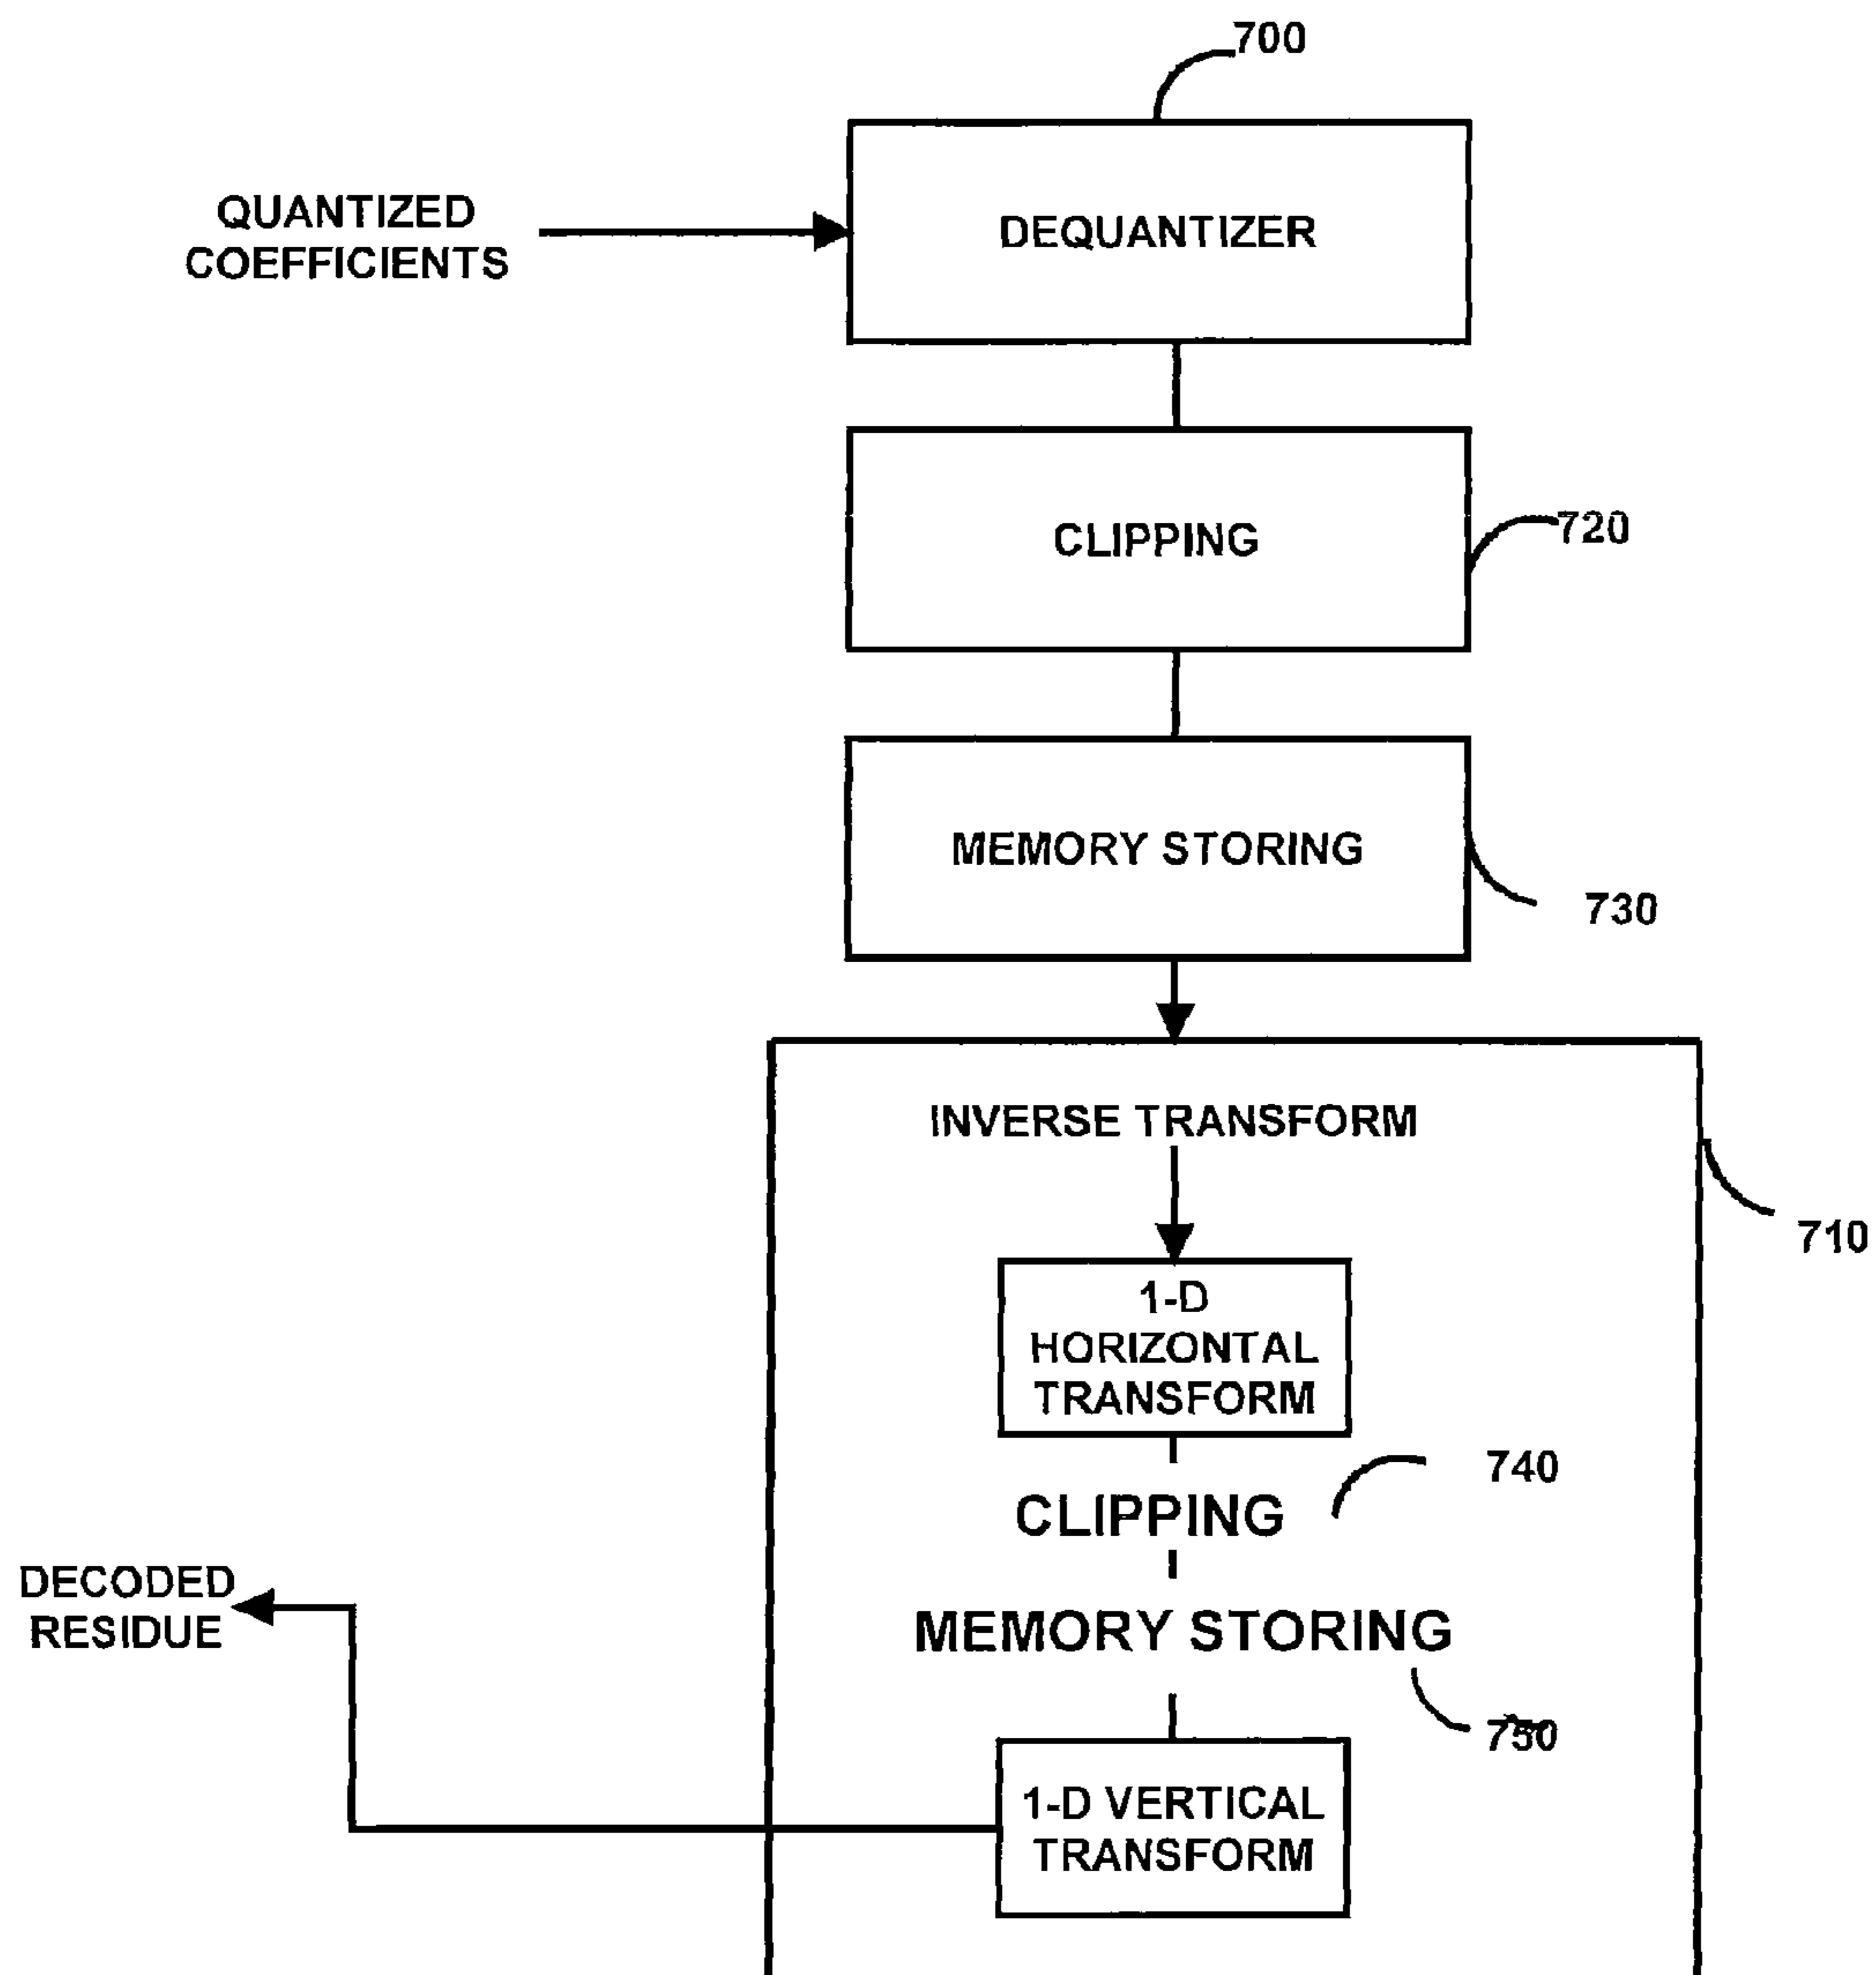 700
QUANTIZED
COEFFICIENTS
DEQUANTIZER
CLIPPING
720
MEMORY STORING
730
INVERSE TRANSFORM
710
1-D
HORIZONTAL
TRANSFORM
740
CLIPPING
DECODED
RESIDUE
MEMORY STORING
750
1-D VERTICAL
TRANSFORM